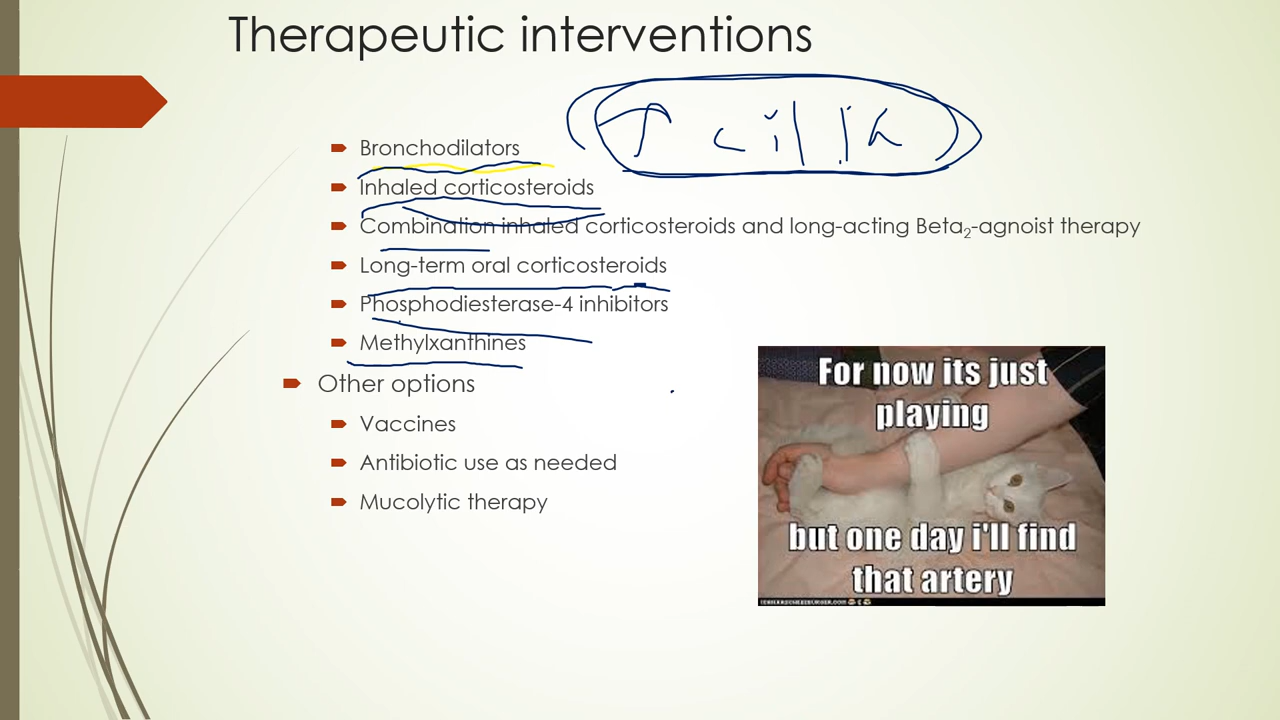 Therapeutic interventions
↑ cilia
Bronchodilators
Inhaled corticosteroids
Combination inhaled corticosteroids and long-acting Beta₂-agnoist therapy
Long-term oral corticosteroids
Phosphodiesterase-4 inhibitors
Methylxanthines
Other options
Vaccines
Antibiotic use as needed
Mucolytic therapy
For now its just
playing
but one day i'll find
that artery